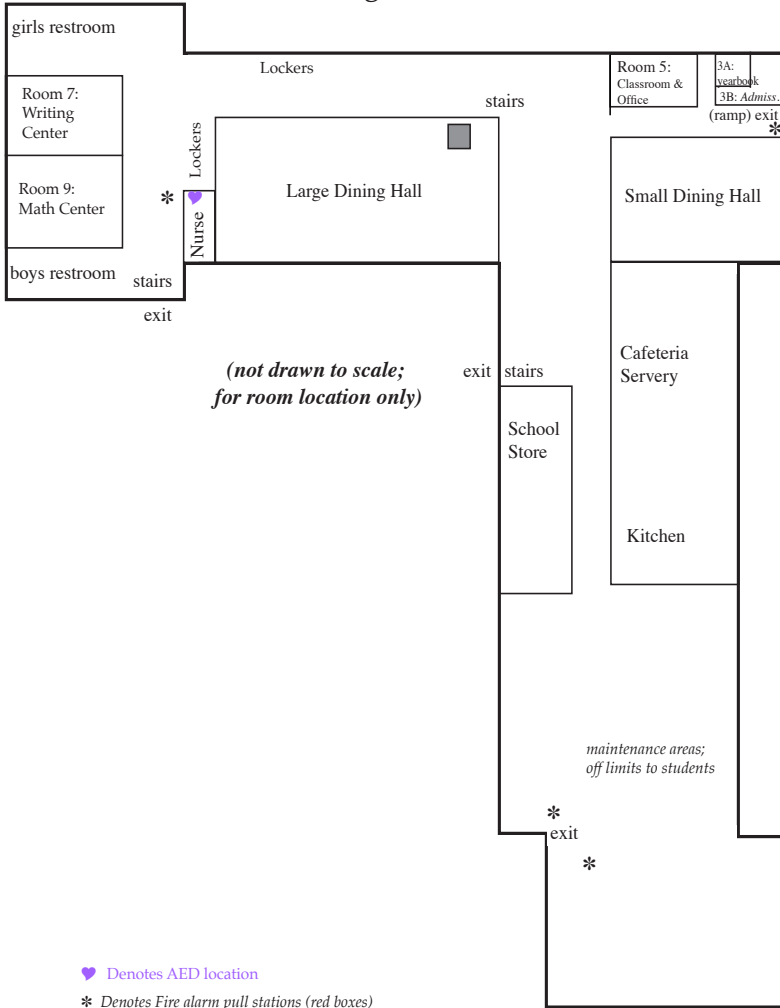 girls restroom
Lockers
Room 5:
Classroom &
Office
3A:
yearbook
3B: Admiss.
(ramp) exit
*
Room 7:
Writing
Center
stairs
Lockers
Room 9:
Math Center
*
Nurse
Large Dining Hall
Small Dining Hall
boys restroom
stairs
exit
(not drawn to scale;
for room location only)
exit
stairs
Cafeteria
Servery
School
Store
Kitchen
maintenance areas;
off limits to students
*
exit
*
Denotes AED location
* Denotes Fire alarm pull stations (red boxes)